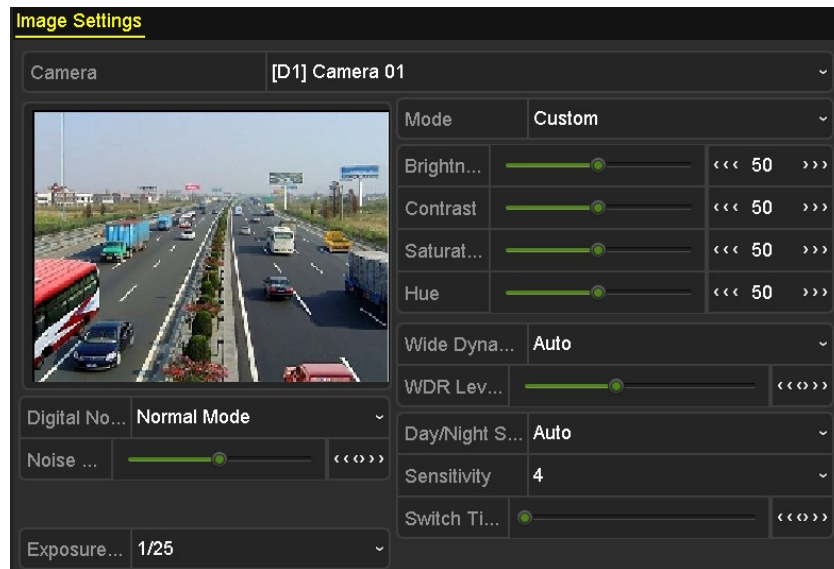 Image Settings
Camera [D1] Camera 01
Mode Custom
Brightn... ‹‹‹ 50 ›››
Contrast ‹‹‹ 50 ›››
Saturat... ‹‹‹ 50 ›››
Hue ‹‹‹ 50 ›››
Wide Dyna... Auto
WDR Lev...
Digital No... Normal Mode
Noise ...
Exposure... 1/25
Day/Night S... Auto
Sensitivity 4
Switch Ti...